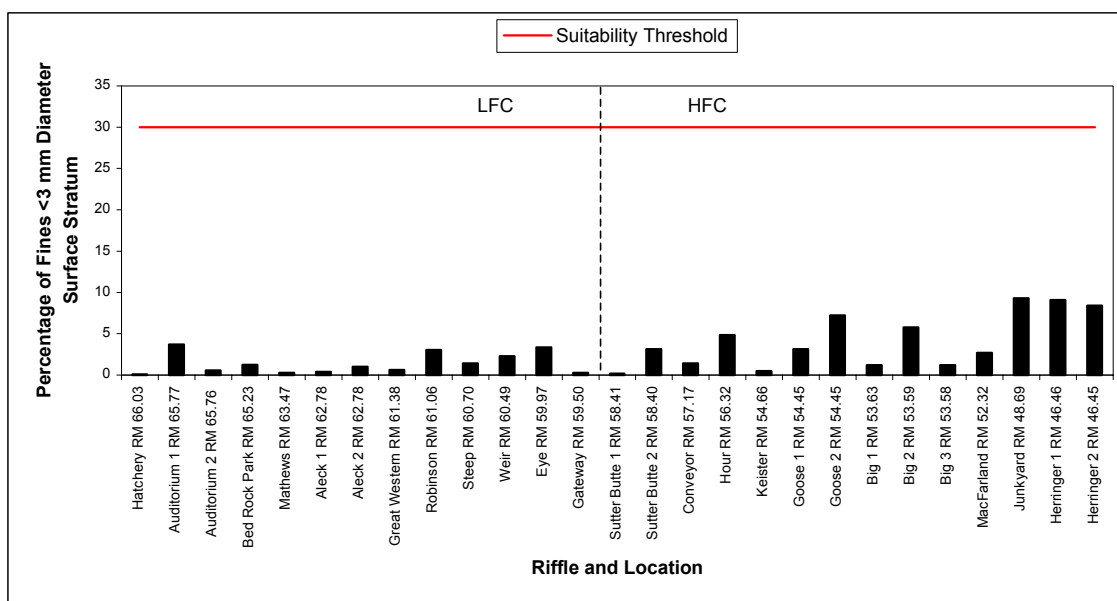 Suitability Threshold
Percentage of Fines <3 mm Diameter
Surface Stratum
35
30
25
20
15
10
5
0
LFC
HFC
Hatchery RM 66.03
Auditorium 1 RM 65.77
Auditorium 2 RM 65.76
Bed Rock Park RM 65.23
Mathews RM 63.47
Aleck 1 RM 62.78
Aleck 2 RM 62.78
Great Western RM 61.38
Robinson RM 61.06
Steep RM 60.70
Weir RM 60.49
Eye RM 59.97
Gateway RM 59.50
Sutter Butte 1 RM 58.41
Sutter Butte 2 RM 58.40
Conveyor RM 57.17
Hour RM 56.32
Keister RM 54.66
Goose 1 RM 54.45
Goose 2 RM 54.45
Big 1 RM 53.63
Big 2 RM 53.59
Big 3 RM 53.58
MacFarland RM 52.32
Junkyard RM 48.69
Herringer 1 RM 46.46
Herringer 2 RM 46.45
Riffle and Location